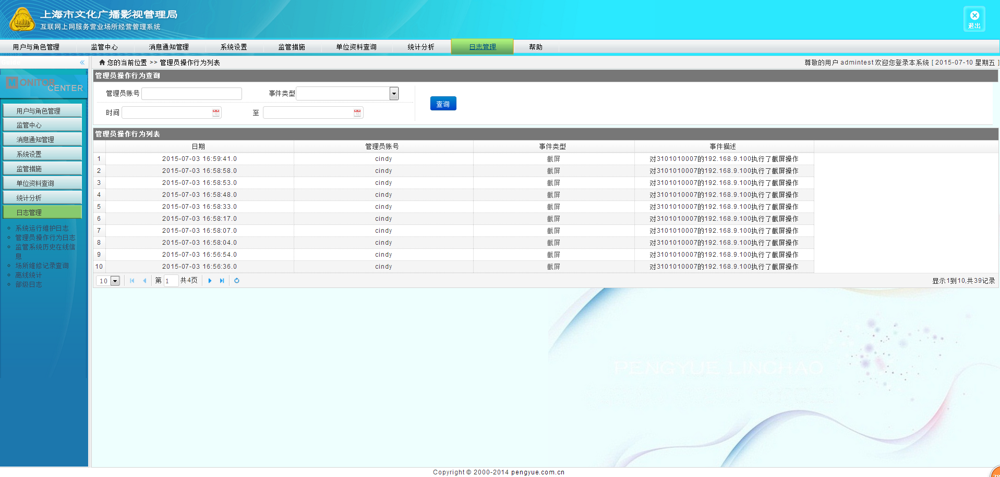 上海市文化广播影视管理局
互联网上网服务营业场所经营管理系统
退出
用户与角色管理 监管中心 消息通知管理 系统设置 监管措施 单位资料查询 统计分析 日志管理 帮助
您的当前位置 >> 管理员操作行为列表
尊敬的用户 admintest 欢迎您登录本系统 [ 2015-07-10 星期五 ]
MONITOR
CENTER
用户与角色管理
监管中心
消息通知管理
系统设置
监管措施
单位资料查询
统计分析
日志管理
系统运行维护日志
管理员操作行为日志
监管系统历史在线信
息
场所维修记录查询
离线统计
部级日志
管理员操作行为查询
管理员账号 事件类型
查询
时间 至
管理员操作行为列表
日期 管理员账号 事件类型 事件描述
1 2015-07-03 16:59:41.0 cindy 截屏 对3101010007的192.168.9.100执行了截屏操作
2 2015-07-03 16:58:58.0 cindy 截屏 对3101010007的192.168.9.100执行了截屏操作
3 2015-07-03 16:58:53.0 cindy 截屏 对3101010007的192.168.9.100执行了截屏操作
4 2015-07-03 16:58:48.0 cindy 截屏 对3101010007的192.168.9.100执行了截屏操作
5 2015-07-03 16:58:33.0 cindy 截屏 对3101010007的192.168.9.100执行了截屏操作
6 2015-07-03 16:58:17.0 cindy 截屏 对3101010007的192.168.9.100执行了截屏操作
7 2015-07-03 16:58:07.0 cindy 截屏 对3101010007的192.168.9.100执行了截屏操作
8 2015-07-03 16:58:04.0 cindy 截屏 对3101010007的192.168.9.100执行了截屏操作
9 2015-07-03 16:56:54.0 cindy 截屏 对3101010007的192.168.9.100执行了截屏操作
10 2015-07-03 16:56:36.0 cindy 截屏 对3101010007的192.168.9.100执行了截屏操作
10 第 1 共4页
显示1到10,共39记录
PENGYUE LINGHAO
Copyright © 2000-2014 pengyue.com.cn